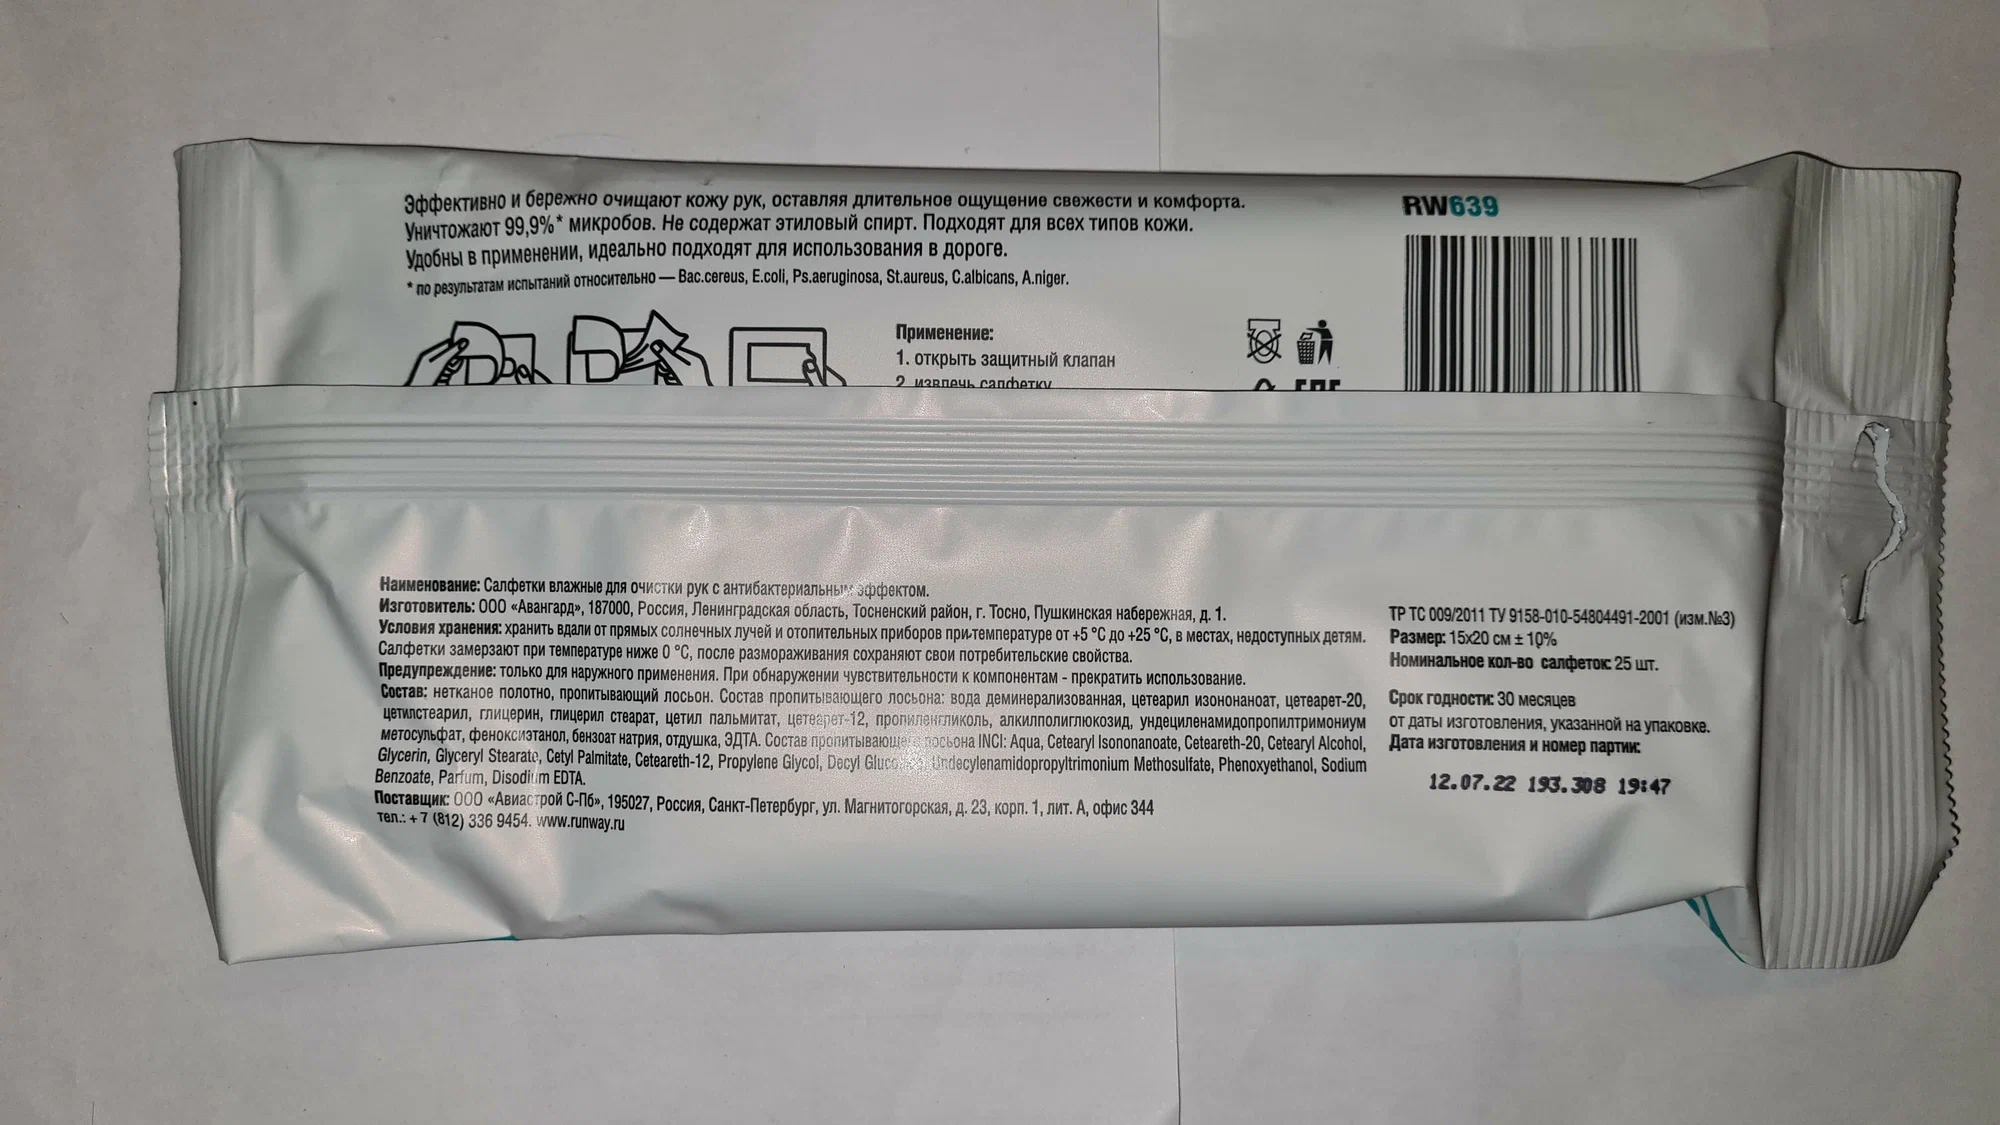 Эффективно и бережно очищают кожу рук, оставляя длительное ощущение свежести и комфорта.
Уничтожают 99,9%* микробов. Не содержат этиловый спирт. Подходят для всех типов кожи.
Удобны в применении, идеально подходят для использования в дороге.
* по результатам испытаний относительно — Bac.cereus, E.coli, Ps.aeruginosa, St.aureus, C.albicans, A.niger.
RW639
Применение:
1. открыть защитный клапан
2. извлечь салфетку
Наименование: Салфетки влажные для очистки рук с антибактериальным эффектом.
Изготовитель: ООО «Авангард», 187000, Россия, Ленинградская область, Тосненский район, г. Тосно, Пушкинская набережная, д. 1.
Условия хранения: хранить вдали от прямых солнечных лучей и отопительных приборов при температуре от +5 °C до +25 °C, в местах, недоступных детям.
Салфетки замерзают при температуре ниже 0 °C, после размораживания сохраняют свои потребительские свойства.
Предупреждение: только для наружного применения. При обнаружении чувствительности к компонентам - прекратить использование.
Состав: нетканое полотно, пропитывающий лосьон. Состав пропитывающего лосьона: вода деминерализованная, цетеарил изононаноат, цетеарет-20,
цетилстеарил, глицерин, глицерил стеарат, цетил пальмитат, цетеарет-12, пропиленгликоль, алкилполиглюкозид, ундециленамидопропилтримониум
метосульфат, феноксиэтанол, бензоат натрия, отдушка, ЭДТА. Состав пропитывающего лосьона INCI: Aqua, Cetearyl Isononanoate, Ceteareth-20, Cetearyl Alcohol,
Glycerin, Glyceryl Stearate, Cetyl Palmitate, Ceteareth-12, Propylene Glycol, Decyl Undecylenamidopropyltrimonium Methosulfate, Phenoxyethanol, Sodium
Benzoate, Parfum, Disodium EDTA.
Поставщик: ООО «Авиастрой С-Пб», 195027, Россия, Санкт-Петербург, ул. Магнитогорская, д. 23, корп. 1, лит. А, офис 344
тел.: + 7 (812) 336 9454. www.runway.ru
ТР ТС 009/2011 ТУ 9158-010-54804491-2001 (изм.№3)
Размер: 15x20 см ± 10%
Номинальное кол-во салфеток: 25 шт.
Срок годности: 30 месяцев
от даты изготовления, указанной на упаковке.
Дата изготовления и номер партии:
12.07.22 193.308 19:47